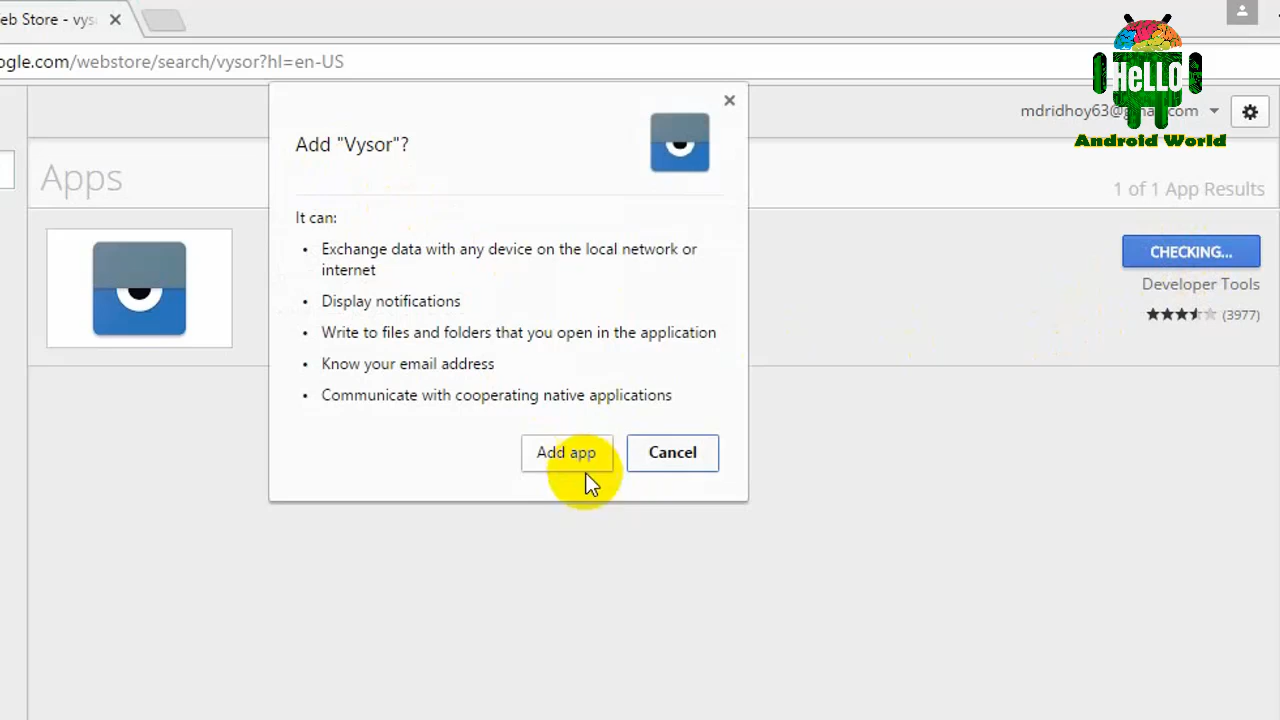 eb Store - vys
ogle.com/webstore/search/vysor?hl=en-US
HeLLO
Android World
mdridhoy63@gmail.com
Apps
1 of 1 App Results
Add "Vysor"?
It can:
• Exchange data with any device on the local network or
internet
• Display notifications
• Write to files and folders that you open in the application
• Know your email address
• Communicate with cooperating native applications
Add app
Cancel
CHECKING...
Developer Tools
(3977)